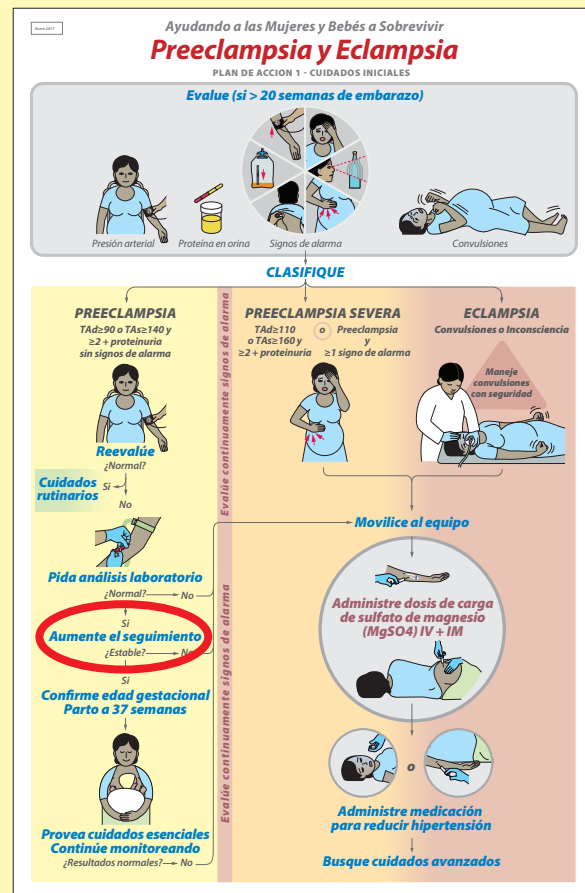 Enero 2017
Ayudando a las Mujeres y Bebés a Sobrevivir
Preeclampsia y Eclampsia
PLAN DE ACCION 1 - CUIDADOS INICIALES
Evalue (si > 20 semanas de embarazo)
Presión arterial
Proteína en orina
Signos de alarma
Convulsiones
CLASIFIQUE
PREECLAMPSIA
TAd≥90 o TAs≥140 y
≥2 + proteinuria
sin signos de alarma
Reevalúe
¿Normal?
Si
Cuidados
rutinarios
No
Pida análisis laboratorio
¿Normal?
No
Si
Aumente el seguimiento
¿Estable?
No
Si
Confirme edad gestacional
Parto a 37 semanas
Provea cuidados esenciales
Continúe monitoreando
¿Resultados normales?
No
Evalúe continuamente signos de alarma
Evalúe continuamente signos de alarma
PREECLAMPSIA SEVERA
TAd≥110
o TAs≥160 y
≥2 + proteinuria
o
Preeclampsia
y
≥1 signo de alarma
ECLAMPSIA
Convulsiones o Inconsciencia
Maneje
convulsiones
con seguridad
Movilice al equipo
Administre dosis de carga
de sulfato de magnesio
(MgSO4) IV + IM
o
Administre medicación
para reducir hipertensión
Busque cuidados avanzados